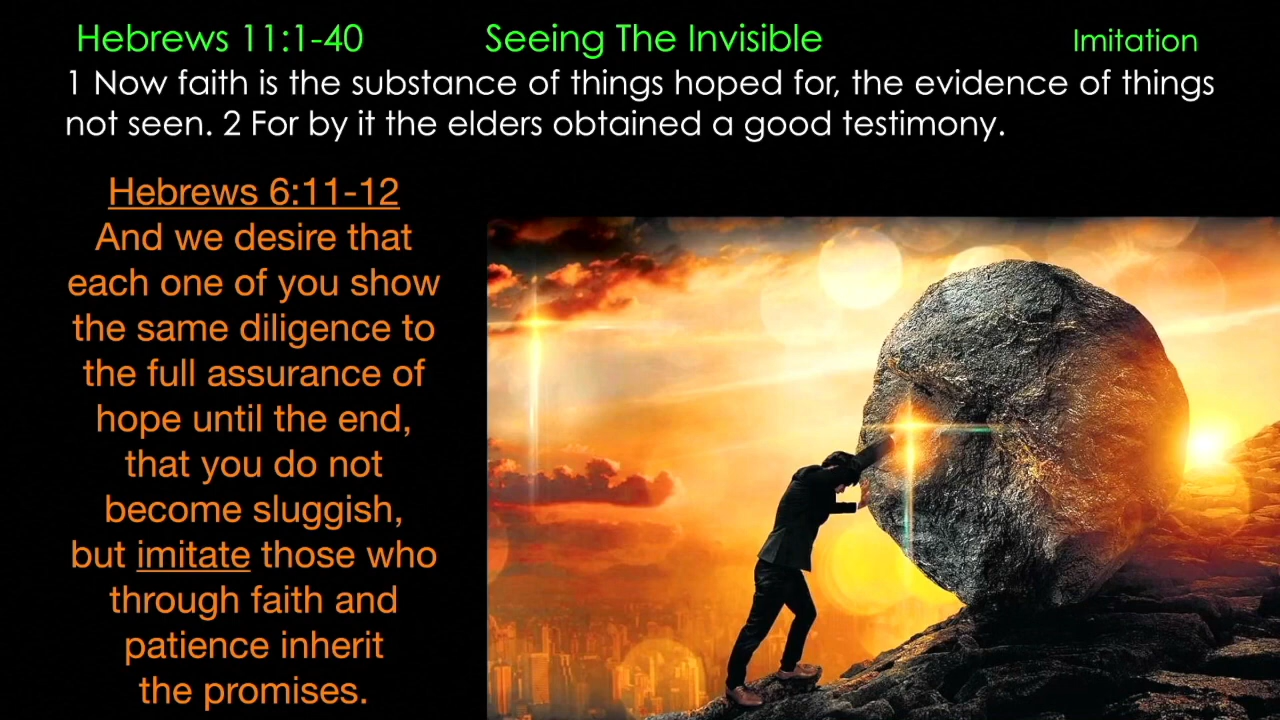 Hebrews 11:1-40 Seeing The Invisible Imitation
1 Now faith is the substance of things hoped for, the evidence of things
not seen. 2 For by it the elders obtained a good testimony.
Hebrews 6:11-12
And we desire that
each one of you show
the same diligence to
the full assurance of
hope until the end,
that you do not
become sluggish,
but imitate those who
through faith and
patience inherit
the promises.